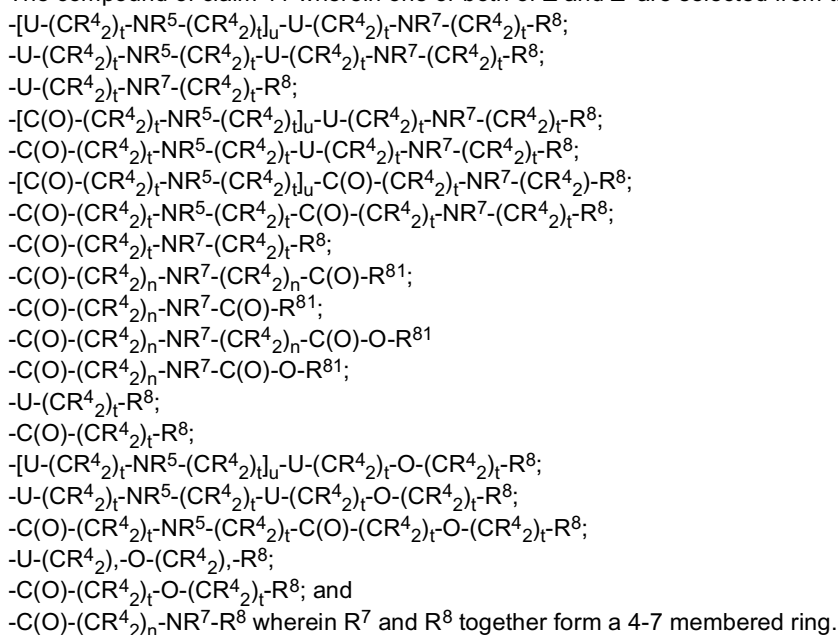 The compound of claim wherein one or both of and are selected from
-[U-(CR⁴₂)ₜ-NR⁵-(CR⁴₂)ₜ]ᵤ-U-(CR⁴₂)ₜ-NR⁷-(CR⁴₂)ₜ-R⁸;
-U-(CR⁴₂)ₜ-NR⁵-(CR⁴₂)ₜ-U-(CR⁴₂)ₜ-NR⁷-(CR⁴₂)ₜ-R⁸;
-U-(CR⁴₂)ₜ-NR⁷-(CR⁴₂)ₜ-R⁸;
-[C(O)-(CR⁴₂)ₜ-NR⁵-(CR⁴₂)ₜ]ᵤ-U-(CR⁴₂)ₜ-NR⁷-(CR⁴₂)ₜ-R⁸;
-C(O)-(CR⁴₂)ₜ-NR⁵-(CR⁴₂)ₜ-U-(CR⁴₂)ₜ-NR⁷-(CR⁴₂)ₜ-R⁸;
-[C(O)-(CR⁴₂)ₜ-NR⁵-(CR⁴₂)ₜ]ᵤ-C(O)-(CR⁴₂)ₜ-NR⁷-(CR⁴₂)-R⁸;
-C(O)-(CR⁴₂)ₜ-NR⁵-(CR⁴₂)ₜ-C(O)-(CR⁴₂)ₜ-NR⁷-(CR⁴₂)ₜ-R⁸;
-C(O)-(CR⁴₂)ₜ-NR⁷-(CR⁴₂)ₜ-R⁸;
-C(O)-(CR⁴₂)ₙ-NR⁷-(CR⁴₂)ₙ-C(O)-R⁸¹;
-C(O)-(CR⁴₂)ₙ-NR⁷-C(O)-R⁸¹;
-C(O)-(CR⁴₂)ₙ-NR⁷-(CR⁴₂)ₙ-C(O)-O-R⁸¹
-C(O)-(CR⁴₂)ₙ-NR⁷-C(O)-O-R⁸¹;
-U-(CR⁴₂)ₜ-R⁸;
-C(O)-(CR⁴₂)ₜ-R⁸;
-[U-(CR⁴₂)ₜ-NR⁵-(CR⁴₂)ₜ]ᵤ-U-(CR⁴₂)ₜ-O-(CR⁴₂)ₜ-R⁸;
-U-(CR⁴₂)ₜ-NR⁵-(CR⁴₂)ₜ-U-(CR⁴₂)ₜ-O-(CR⁴₂)ₜ-R⁸;
-C(O)-(CR⁴₂)ₜ-NR⁵-(CR⁴₂)ₜ-C(O)-(CR⁴₂)ₜ-O-(CR⁴₂)ₜ-R⁸;
-U-(CR⁴₂),-O-(CR⁴₂),-R⁸;
-C(O)-(CR⁴₂)ₜ-O-(CR⁴₂)ₜ-R⁸; and
-C(O)-(CR⁴₂)ₙ-NR⁷-R⁸ wherein R⁷ and R⁸ together form a 4-7 membered ring.